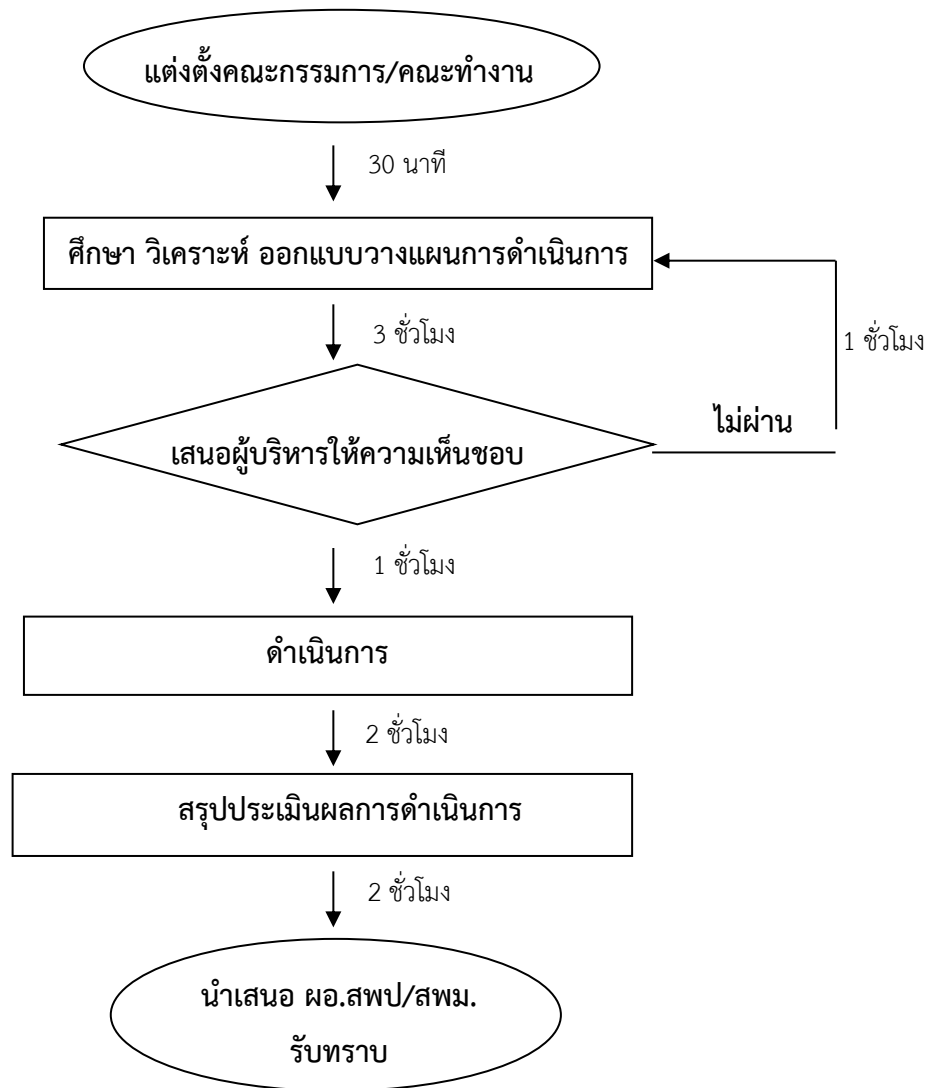 แต่งตั้งคณะกรรมการ/คณะทำงาน
30 นาที
ศึกษา วิเคราะห์ ออกแบบวางแผนการดำเนินการ
3 ชั่วโมง
1 ชั่วโมง
ไม่ผ่าน
เสนอผู้บริหารให้ความเห็นชอบ
1 ชั่วโมง
ดำเนินการ
2 ชั่วโมง
สรุปประเมินผลการดำเนินการ
2 ชั่วโมง
นำเสนอ ผอ.สพป/สพม.
รับทราบ